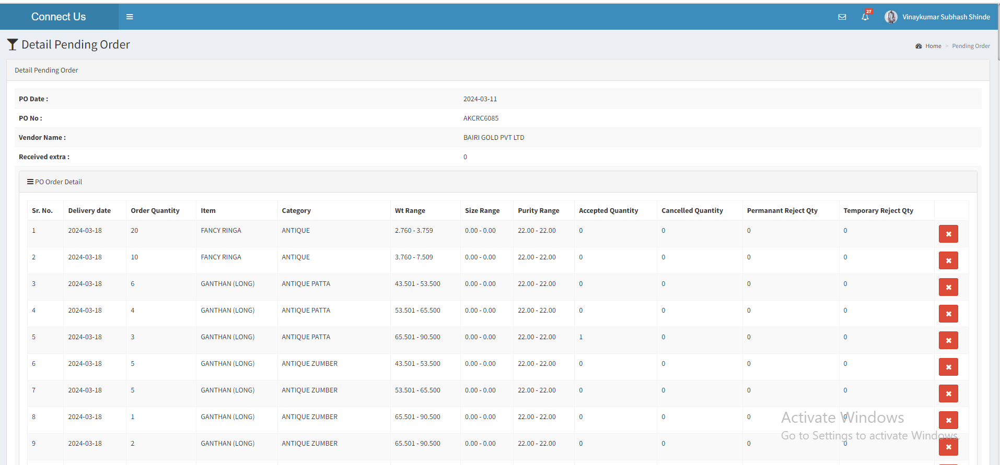 Connect Us
27
Vinaykumar Subhash Shinde
Detail Pending Order
Home > Pending Order
Detail Pending Order
PO Date : 2024-03-11
PO No : AKCRC6085
Vendor Name : BAIRI GOLD PVT LTD
Received extra : 0
PO Order Detail
Sr. No. Delivery date Order Quantity Item Category Wt Range Size Range Purity Range Accepted Quantity Cancelled Quantity Permanant Reject Qty Temporary Reject Qty
1 2024-03-18 20 FANCY RINGA ANTIQUE 2.760 - 3.759 0.00 - 0.00 22.00 - 22.00 0 0 0 0
2 2024-03-18 10 FANCY RINGA ANTIQUE 3.760 - 7.509 0.00 - 0.00 22.00 - 22.00 0 0 0 0
3 2024-03-18 6 GANTHAN (LONG) ANTIQUE PATTA 43.501 - 53.500 0.00 - 0.00 22.00 - 22.00 0 0 0 0
4 2024-03-18 4 GANTHAN (LONG) ANTIQUE PATTA 53.501 - 65.500 0.00 - 0.00 22.00 - 22.00 0 0 0 0
5 2024-03-18 3 GANTHAN (LONG) ANTIQUE PATTA 65.501 - 90.500 0.00 - 0.00 22.00 - 22.00 1 0 0 0
6 2024-03-18 5 GANTHAN (LONG) ANTIQUE ZUMBER 43.501 - 53.500 0.00 - 0.00 22.00 - 22.00 0 0 0 0
7 2024-03-18 5 GANTHAN (LONG) ANTIQUE ZUMBER 53.501 - 65.500 0.00 - 0.00 22.00 - 22.00 0 0 0 0
8 2024-03-18 1 GANTHAN (LONG) ANTIQUE ZUMBER 65.501 - 90.500 0.00 - 0.00 22.00 - 22.00 0 0 0 0
9 2024-03-18 2 GANTHAN (LONG) ANTIQUE ZUMBER 65.501 - 90.500 0.00 - 0.00 22.00 - 22.00 0 0 0 0
Activate Windows
Go to Settings to activate Windows.